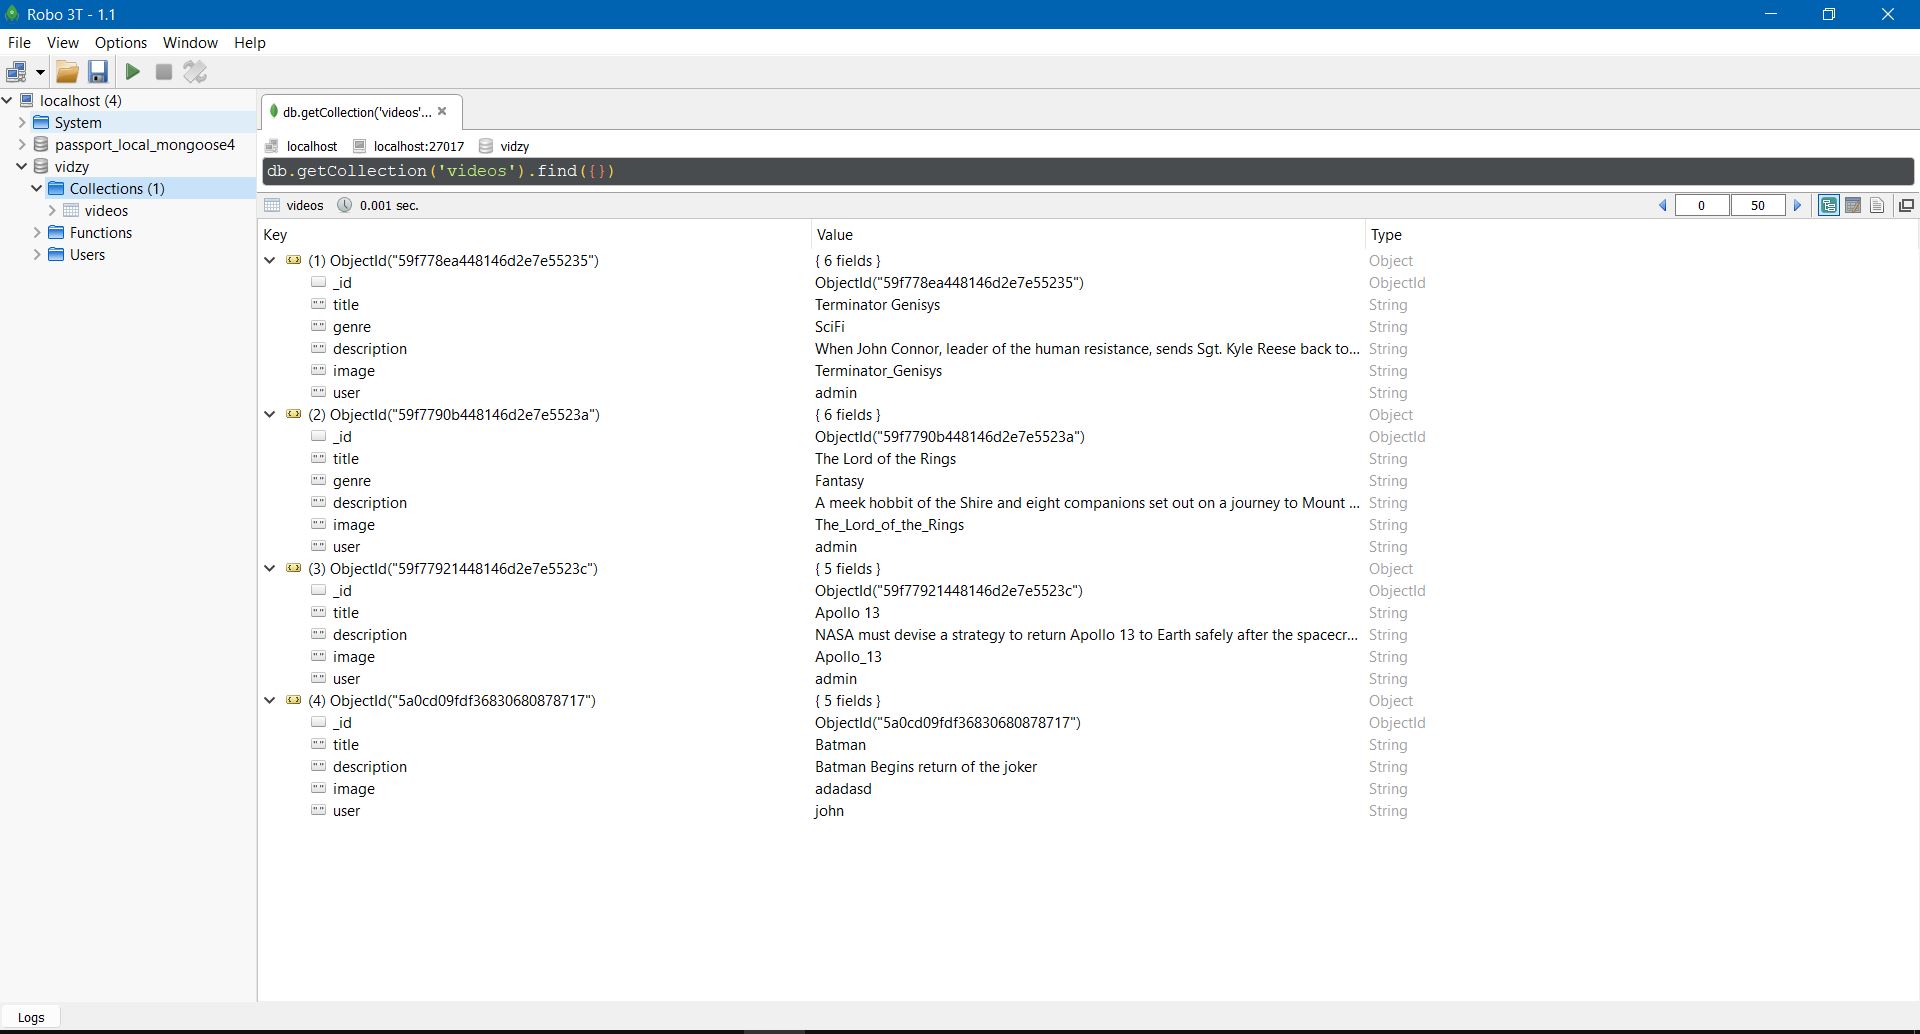 Robo 3T - 1.1
File View Options Window Help
localhost (4)
System
passport_local_mongoose4
vidzy
Collections (1)
videos
Functions
Users
db.getCollection('videos'...
localhost localhost:27017 vidzy
db.getCollection('videos').find({})
videos 0.001 sec. 0 50
Key Value Type
(1) ObjectId("59f778ea448146d2e7e55235") { 6 fields } Object
_id ObjectId("59f778ea448146d2e7e55235") ObjectId
title Terminator Genisys String
genre SciFi String
description When John Connor, leader of the human resistance, sends Sgt. Kyle Reese back to... String
image Terminator_Genisys String
user admin String
(2) ObjectId("59f7790b448146d2e7e5523a") { 6 fields } Object
_id ObjectId("59f7790b448146d2e7e5523a") ObjectId
title The Lord of the Rings String
genre Fantasy String
description A meek hobbit of the Shire and eight companions set out on a journey to Mount ... String
image The_Lord_of_the_Rings String
user admin String
(3) ObjectId("59f77921448146d2e7e5523c") { 5 fields } Object
_id ObjectId("59f77921448146d2e7e5523c") ObjectId
title Apollo 13 String
description NASA must devise a strategy to return Apollo 13 to Earth safely after the spacecr... String
image Apollo_13 String
user admin String
(4) ObjectId("5a0cd09fdf36830680878717") { 5 fields } Object
_id ObjectId("5a0cd09fdf36830680878717") ObjectId
title Batman String
description Batman Begins return of the joker String
image adadasd String
user john String
Logs